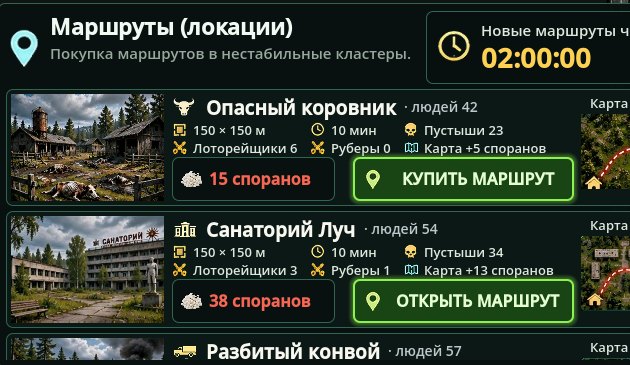 Маршруты (локации)
Покупка маршрутов в нестабильные кластеры.
Новые маршруты ч
02:00:00
Опасный коровник · людей 42
150 × 150 м 10 мин Пустыши 23
Лоторейщики 6 Руберы 0 Карта +5 споранов
15 споранов КУПИТЬ МАРШРУТ
Карта
САНАТОРИЙ
Санаторий Луч · людей 54
150 × 150 м 10 мин Пустыши 34
Лоторейщики 3 Руберы 1 Карта +13 споранов
38 споранов ОТКРЫТЬ МАРШРУТ
Карта
Разбитый конвой · людей 57
Карта